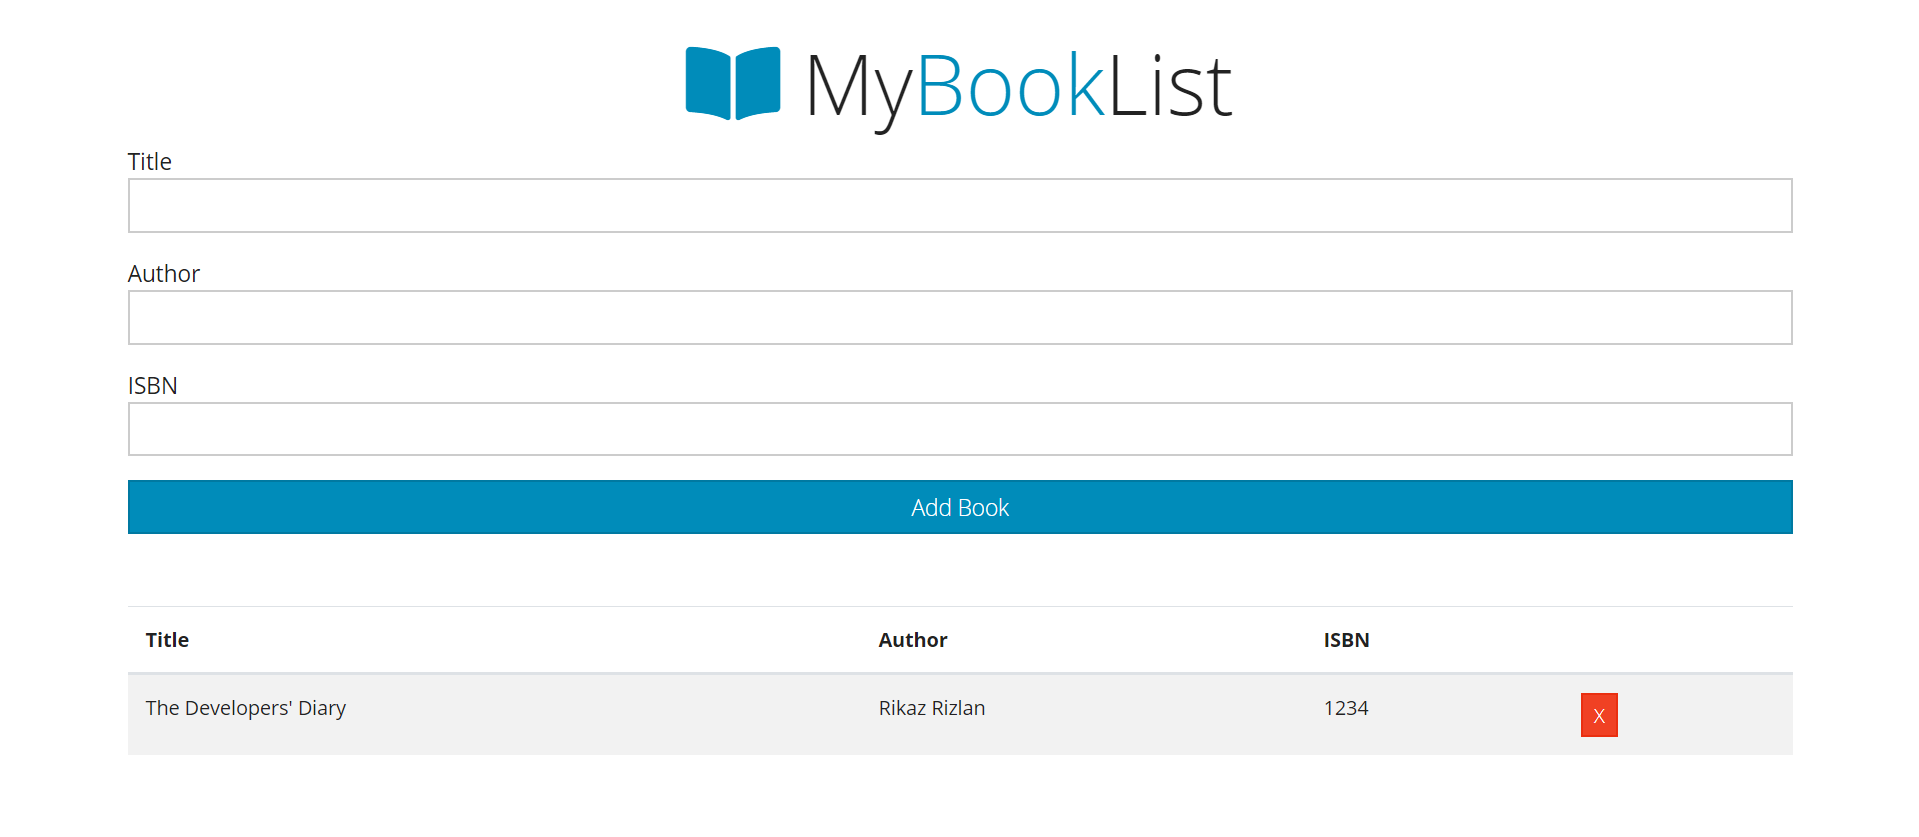 MyBookList
Title
Author
ISBN
Add Book
Title Author ISBN
The Developers' Diary Rikaz Rizlan 1234 X